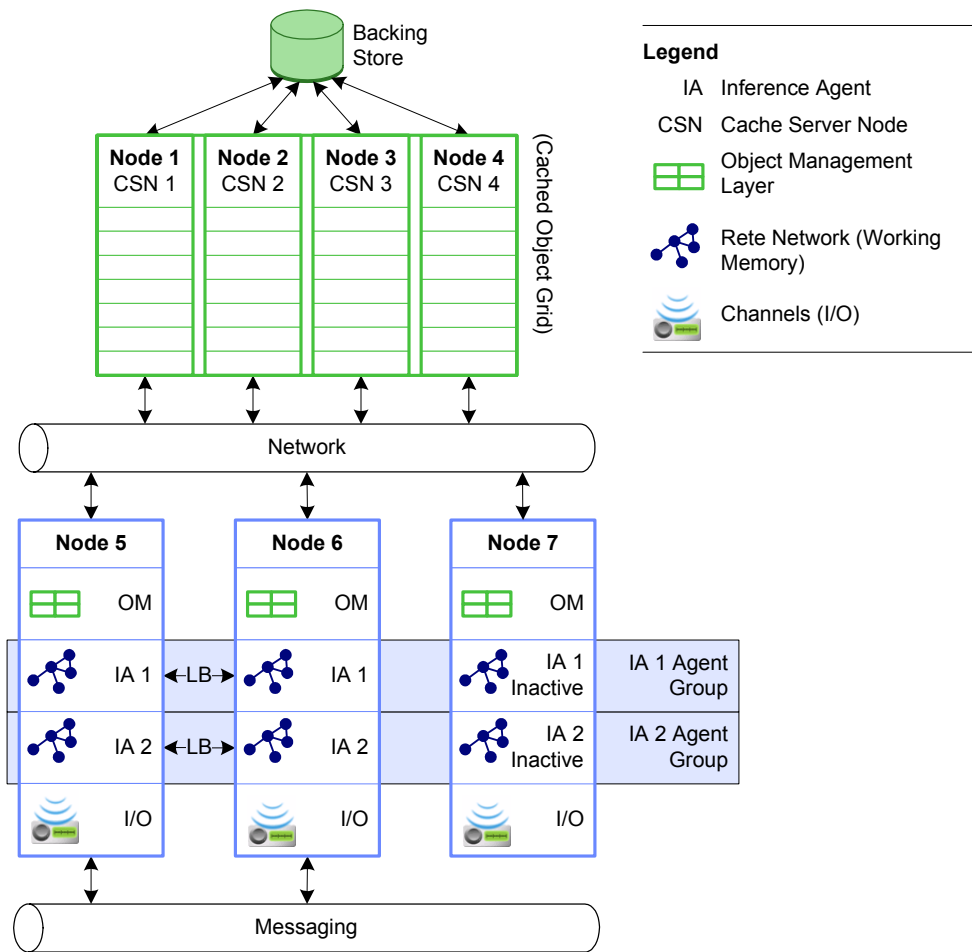 Backing
Store
Legend
IA Inference Agent
CSN Cache Server Node
Object Management
Layer
Rete Network (Working
Memory)
Channels (I/O)
Node 1
CSN 1
Node 2
CSN 2
Node 3
CSN 3
Node 4
CSN 4
(Cached Object Grid)
Network
Node 5
Node 6
Node 7
OM
OM
OM
IA 1
LB
IA 1
IA 1
Inactive
IA 1 Agent
Group
IA 2
LB
IA 2
IA 2
Inactive
IA 2 Agent
Group
I/O
I/O
I/O
Messaging